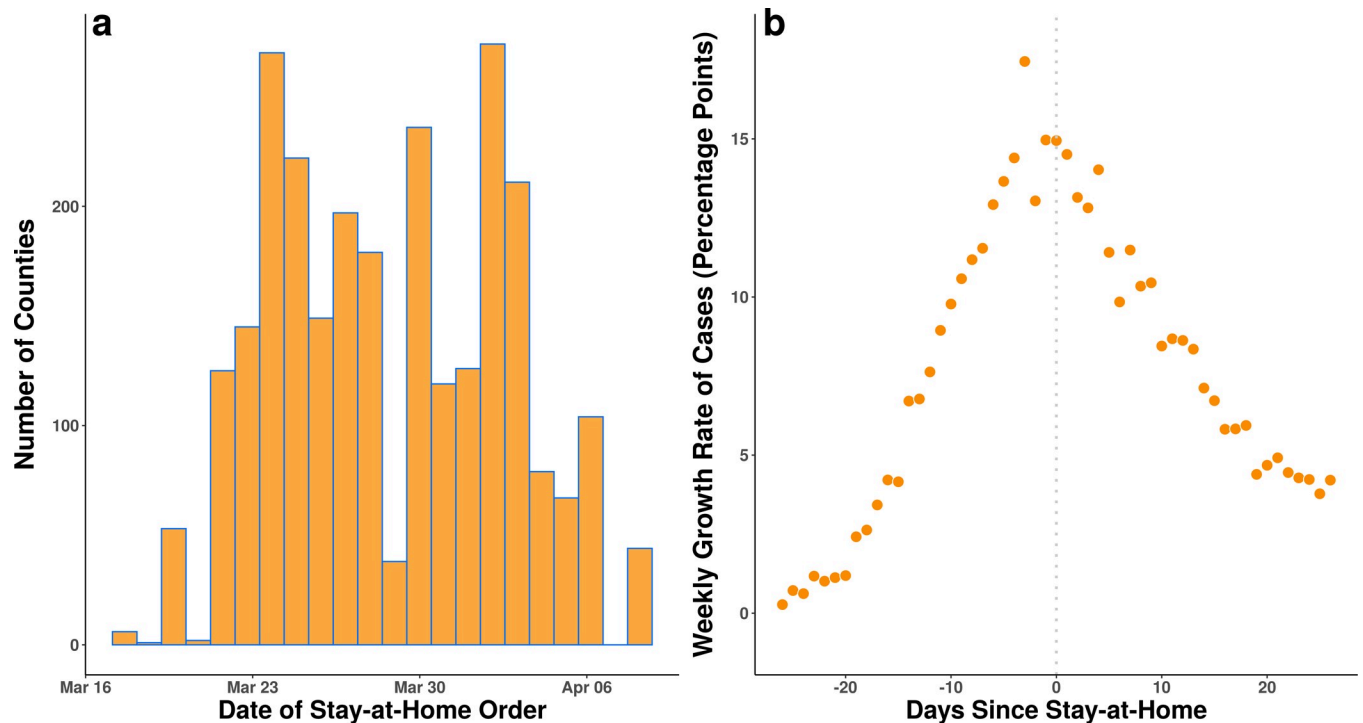 a
Number of Counties
200
100
0
Mar 16
Mar 23
Mar 30
Apr 06
Date of Stay-at-Home Order
b
Weekly Growth Rate of Cases (Percentage Points)
15
10
5
0
-20
-10
0
10
20
Days Since Stay-at-Home